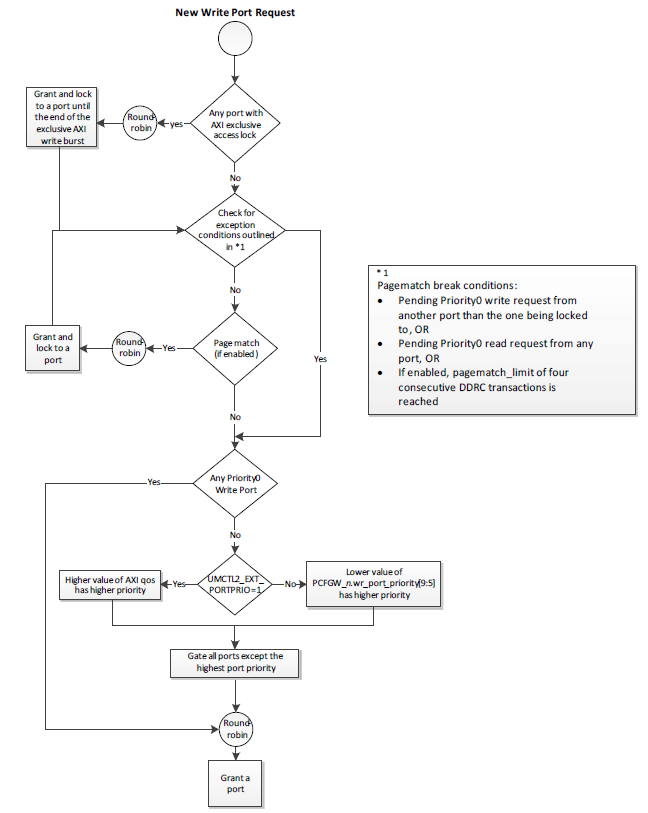 New Write Port Request
Grant and lock
to a port until
the end of the
exclusive AXI
write burst
Round-
robin
yes
Any port with
AXI exclusive
access lock
No
Check for
exception
conditions outlined
in *1
No
Yes
Grant and
lock to a
port
Round-
robin
Yes
Page match
(if enabled)
No
* 1
Pagematch break conditions:
• Pending Priority0 write request from
another port than the one being locked
to, OR
• Pending Priority0 read request from any
port, OR
• If enabled, pagematch_limit of four
consecutive DDRC transactions is
reached
Yes
Any Priority0
Write Port
No
Higher value of AXI qos
has higher priority
Yes
UMCTL2_EXT_
PORTPRIO=1
No
Lower value of
PCFGW_n.wr_port_priority[9:5]
has higher priority
Gate all ports except the
highest port priority
Round-
robin
Grant a
port